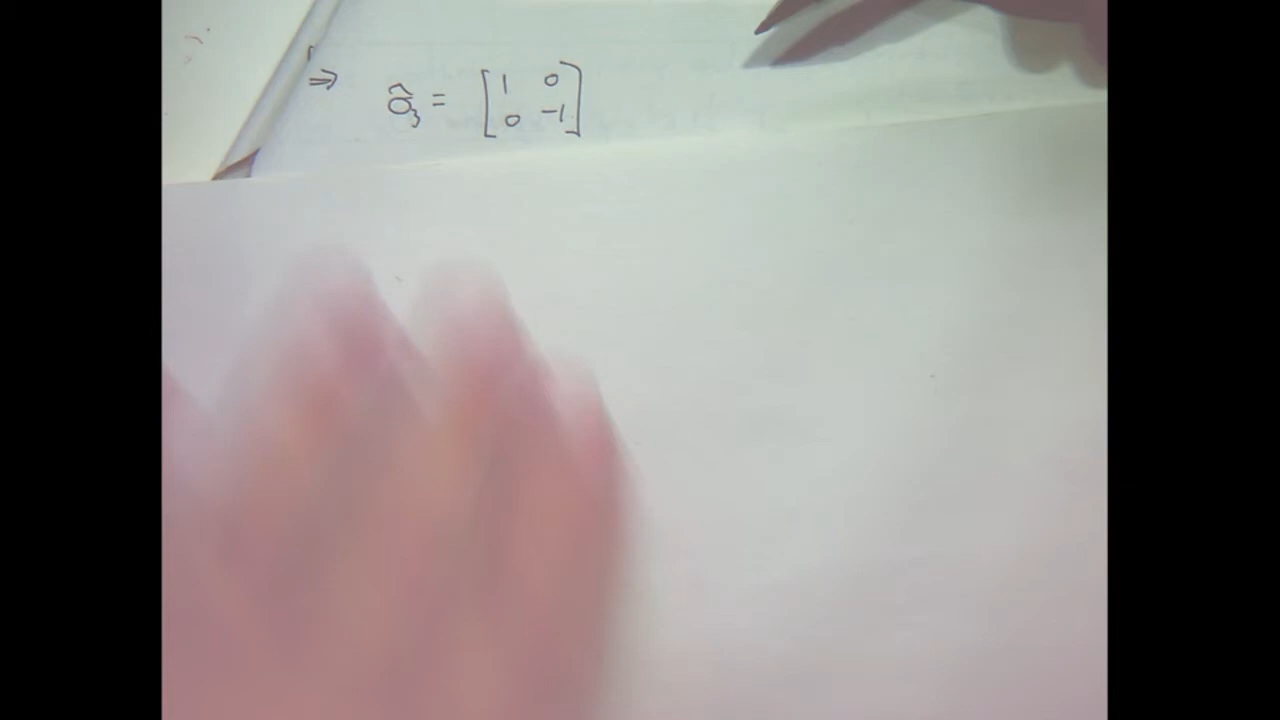 ⇒ σ̂₃ = [1 0
0 -1]